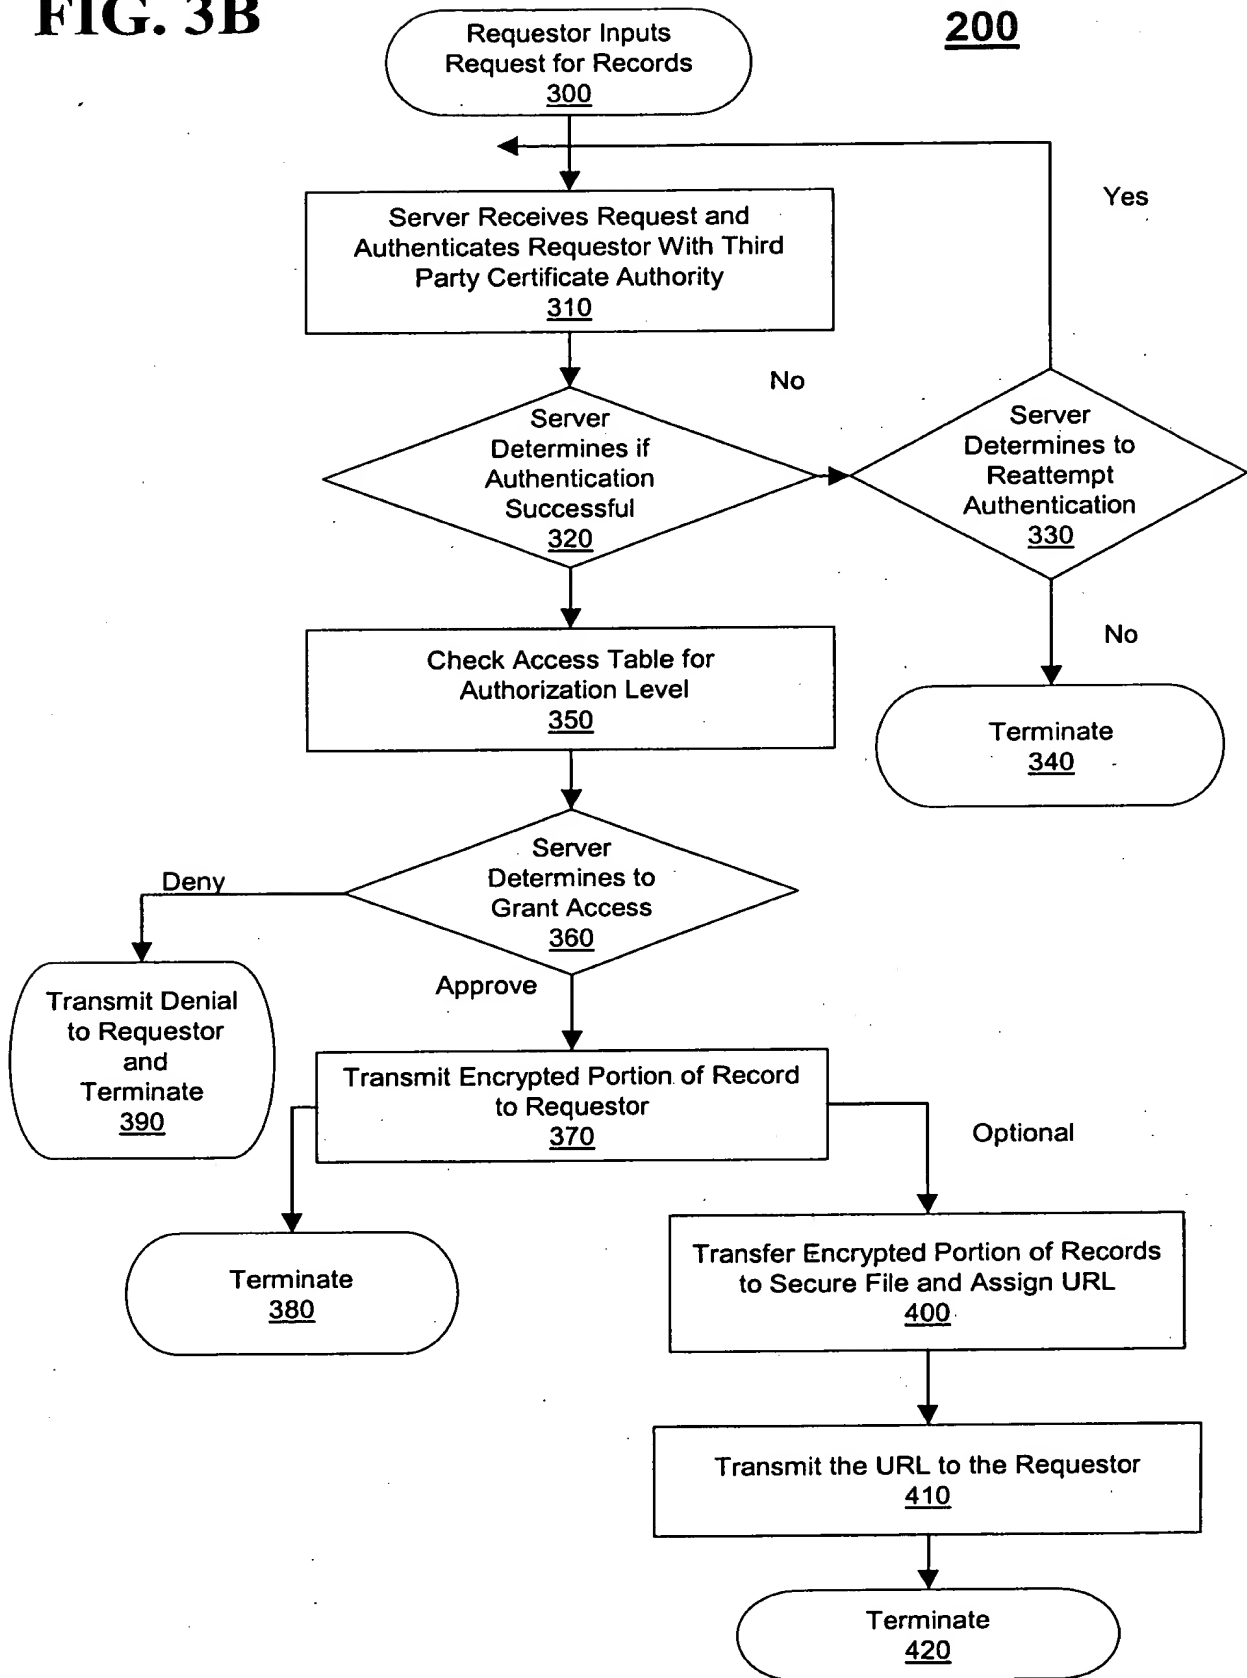 FIG. 3B
200
Requestor Inputs
Request for Records
300
Yes
Server Receives Request and
Authenticates Requestor With Third
Party Certificate Authority
310
No
Server
Determines if
Authentication
Successful
320
Server
Determines to
Reattempt
Authentication
330
No
Check Access Table for
Authorization Level
350
Terminate
340
Server
Determines to
Grant Access
360
Deny
Approve
Transmit Denial
to Requestor
and
Terminate
390
Transmit Encrypted Portion of Record
to Requestor
370
Optional
Terminate
380
Transfer Encrypted Portion of Records
to Secure File and Assign URL
400
Transmit the URL to the Requestor
410
Terminate
420